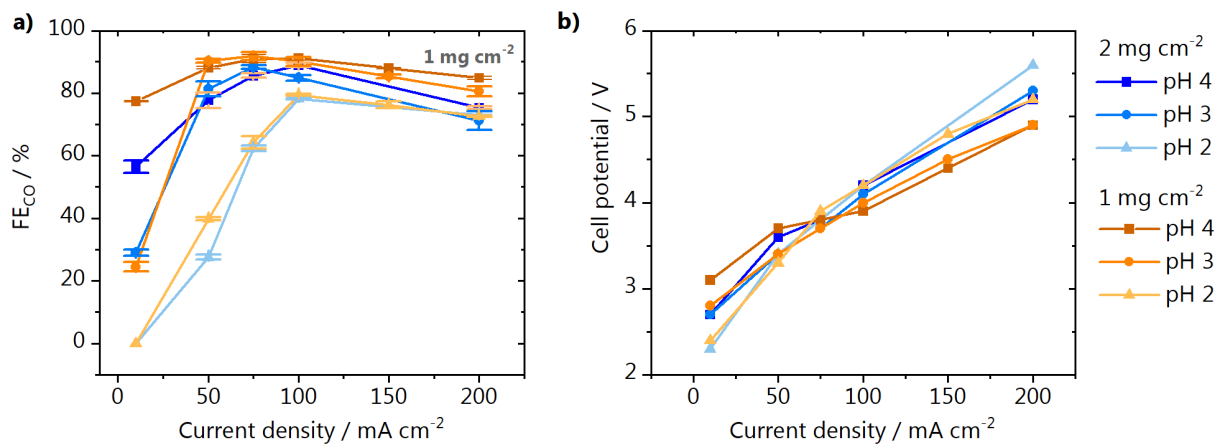 a)
1 mg cm⁻²
FE_CO / %
100
80
60
40
20
0
0 50 100 150 200
Current density / mA cm⁻²
b)
Cell potential / V
6
5
4
3
2
0 50 100 150 200
Current density / mA cm⁻²
2 mg cm⁻²
pH 4
pH 3
pH 2
1 mg cm⁻²
pH 4
pH 3
pH 2